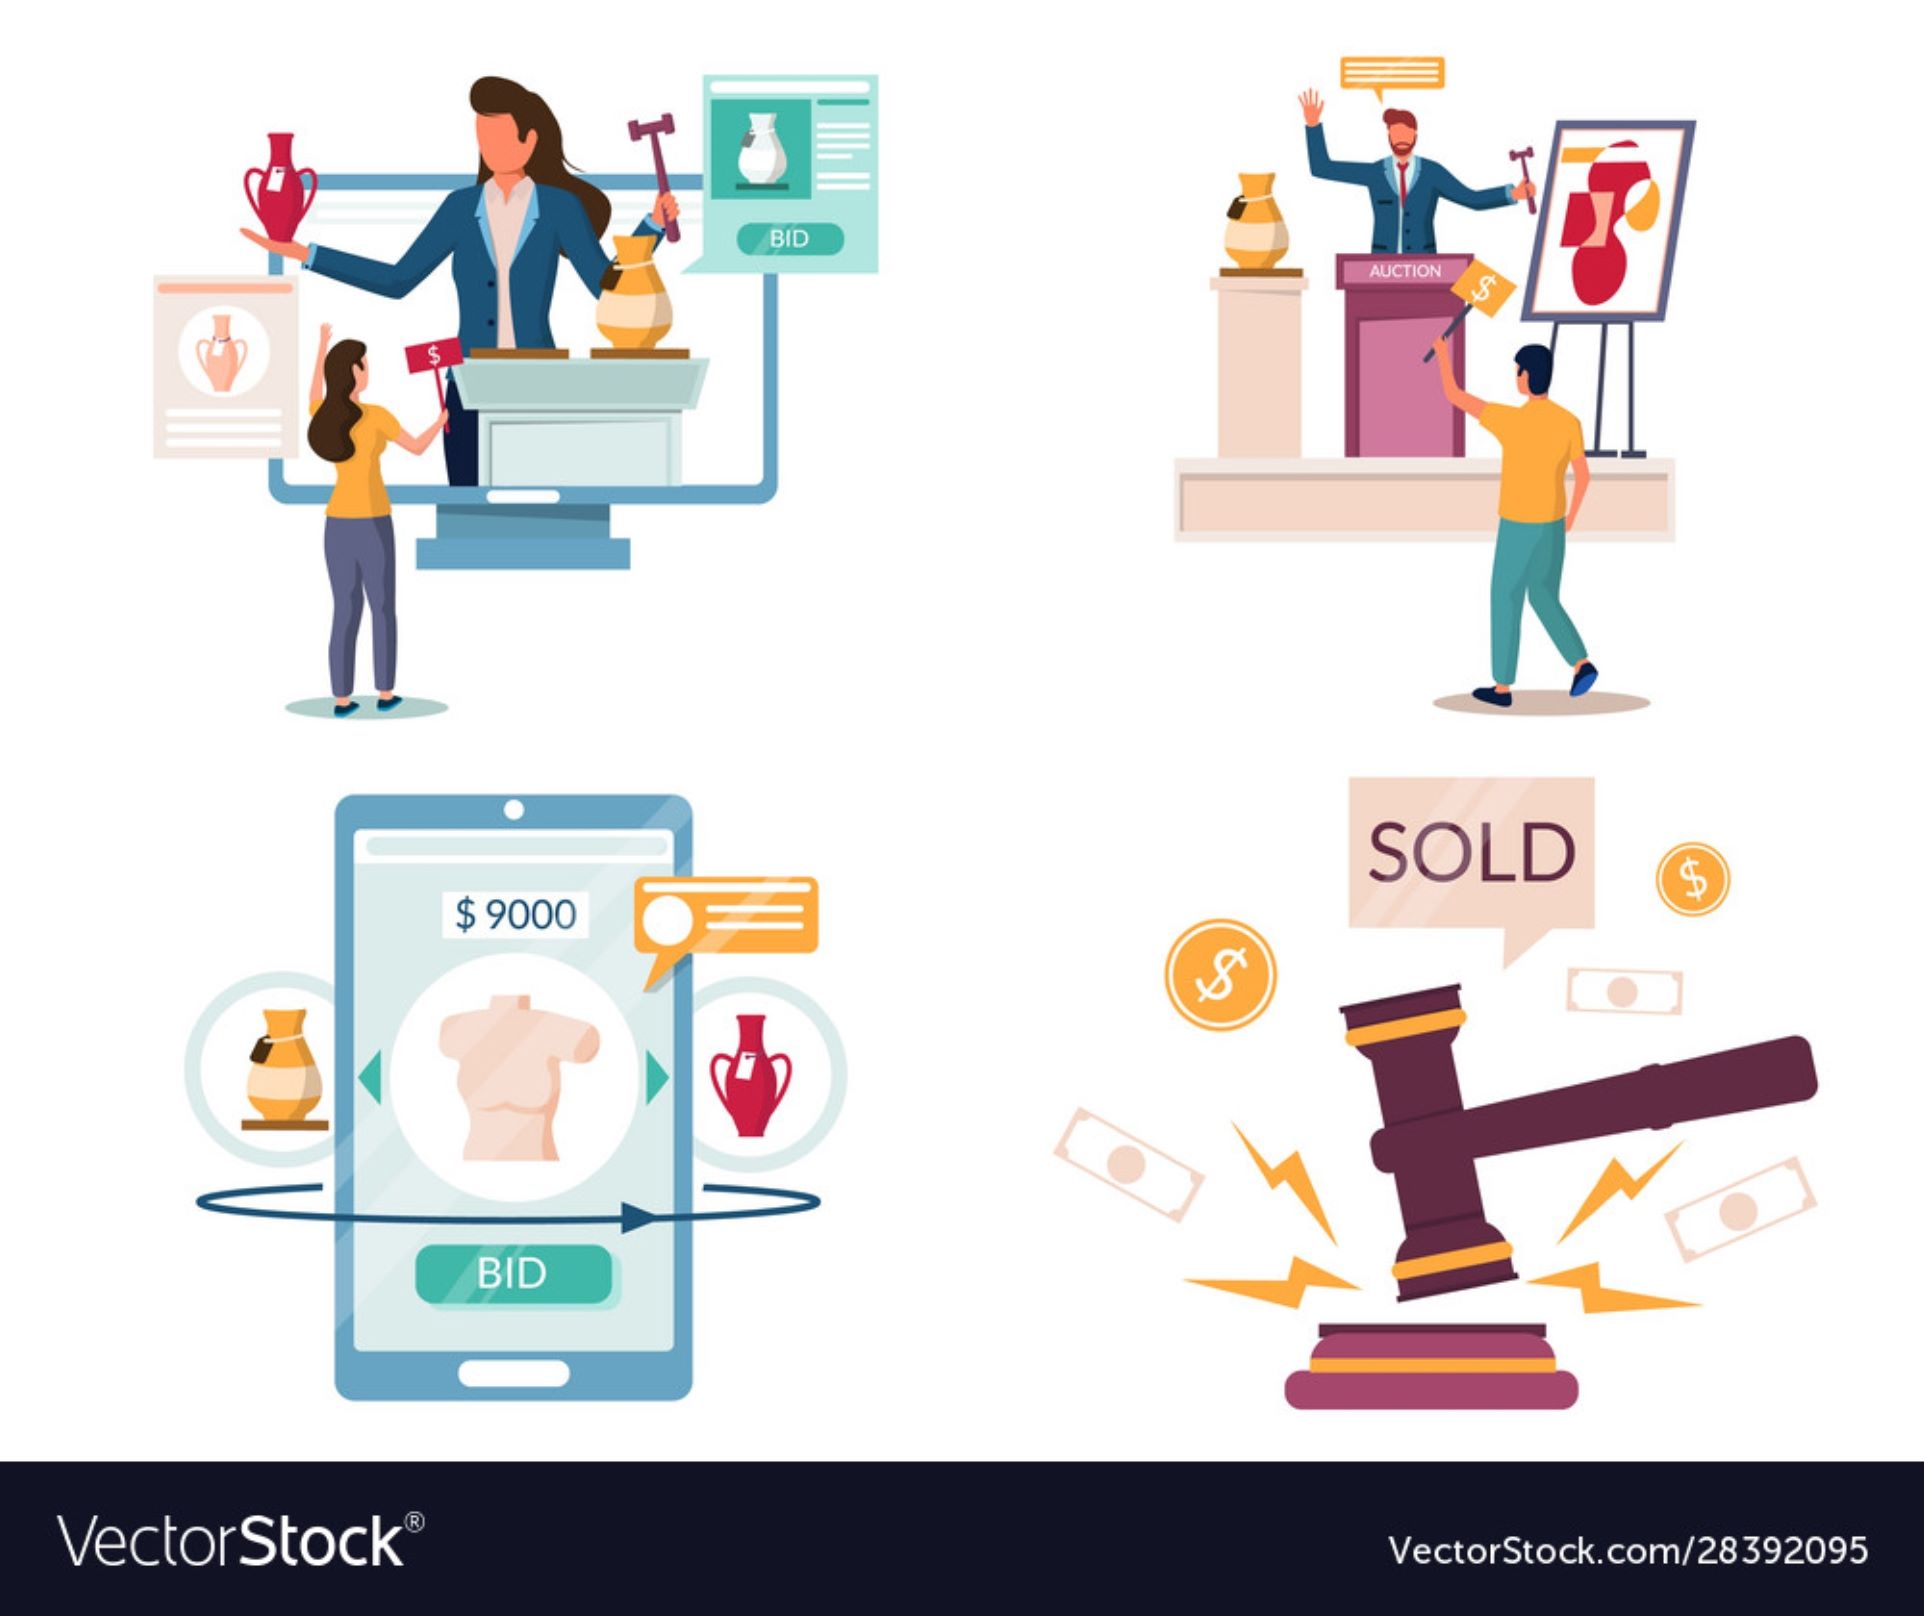 BID
$
AUCTION
$
$ 9000
BID
SOLD
$
$
VectorStock®
VectorStock.com/28392095